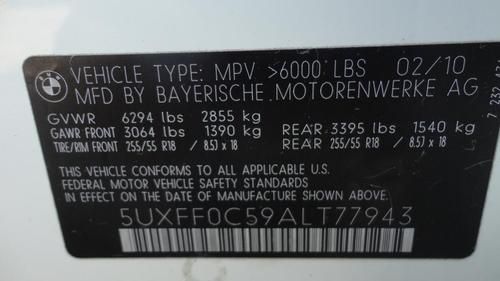 BMW
VEHICLE TYPE: MPV >6000 LBS 02/10
MFD BY BAYERISCHE MOTORENWERKE AG
GVWR 6294 lbs 2855 kg
GAWR FRONT 3064 lbs 1390 kg REAR 3395 lbs 1540 kg
TIRE/RIM FRONT 255/55 R18 / 8.5J x 18 REAR 255/55 R18 / 8.5J x 18
THIS VEHICLE CONFORMS TO ALL APPLICABLE U.S.
FEDERAL MOTOR VEHICLE SAFETY STANDARDS IN EFFECT
ON THE DATE OF MANUFACTURE SHOWN ABOVE.
5UXFF0C59ALT77943